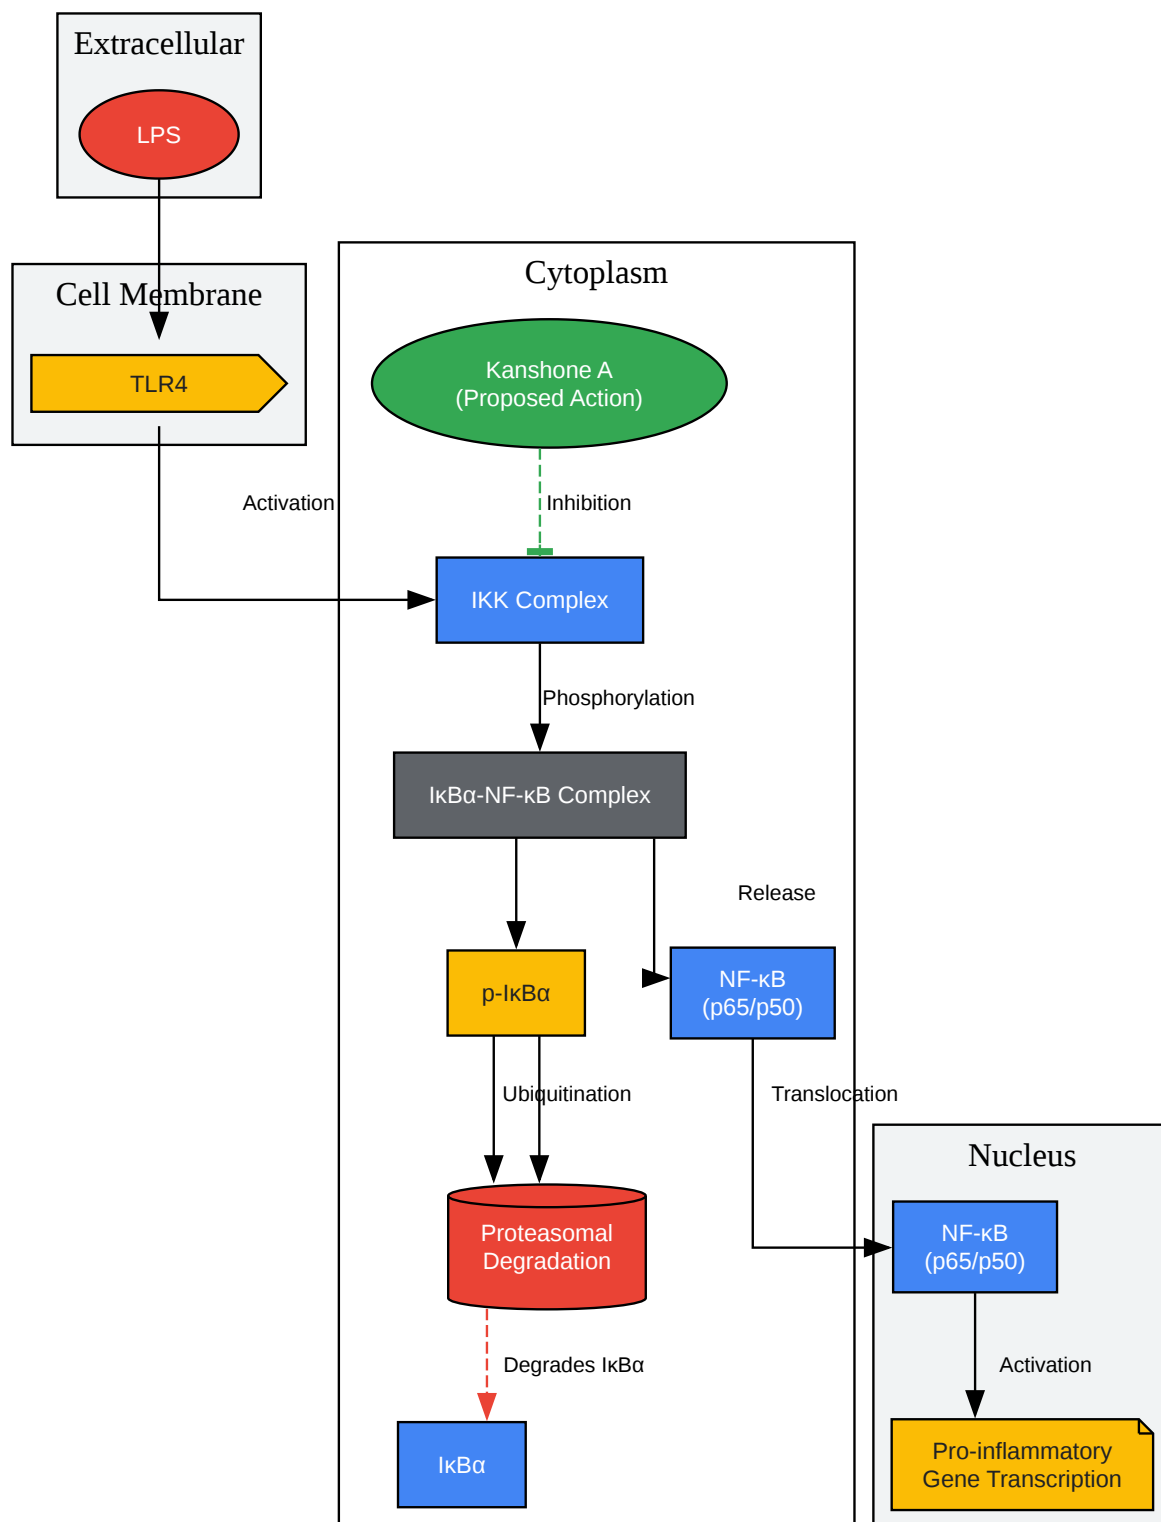 Extracellular
LPS
Cell Membrane
TLR4
Cytoplasm
Kanshone A
(Proposed Action)
Activation
Inhibition
IKK Complex
Phosphorylation
IκBα-NF-κB Complex
Release
p-IκBα
NF-κB
(p65/p50)
Ubiquitination
Translocation
Proteasomal
Degradation
Nucleus
NF-κB
(p65/p50)
Degrades IκBα
Activation
IκBα
Pro-inflammatory
Gene Transcription